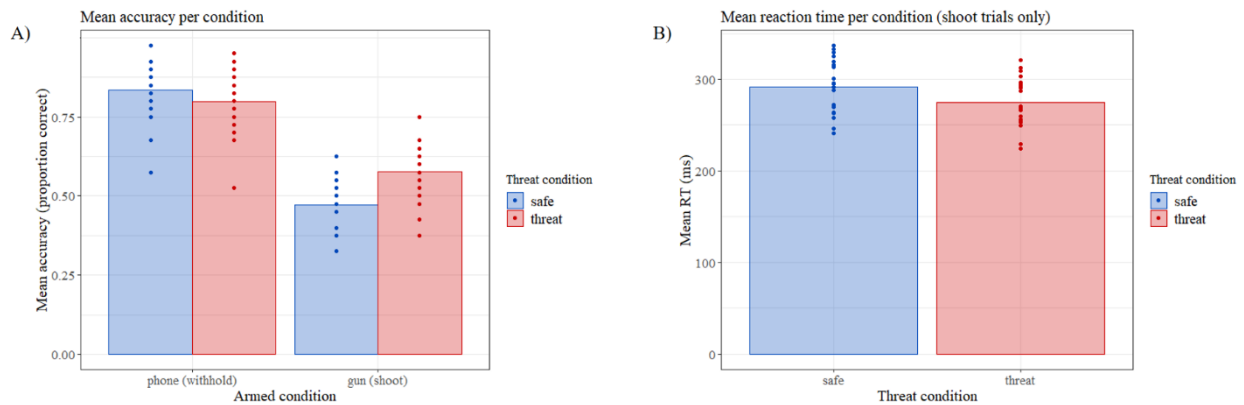 A)
Mean accuracy per condition
Mean accuracy (proportion correct)
0.75
0.50
0.25
0.00
phone (withhold)
gun (shoot)
Armed condition
Threat condition
safe
threat
B)
Mean reaction time per condition (shoot trials only)
Mean RT (ms)
300
200
100
0
safe
threat
Threat condition
Threat condition
safe
threat